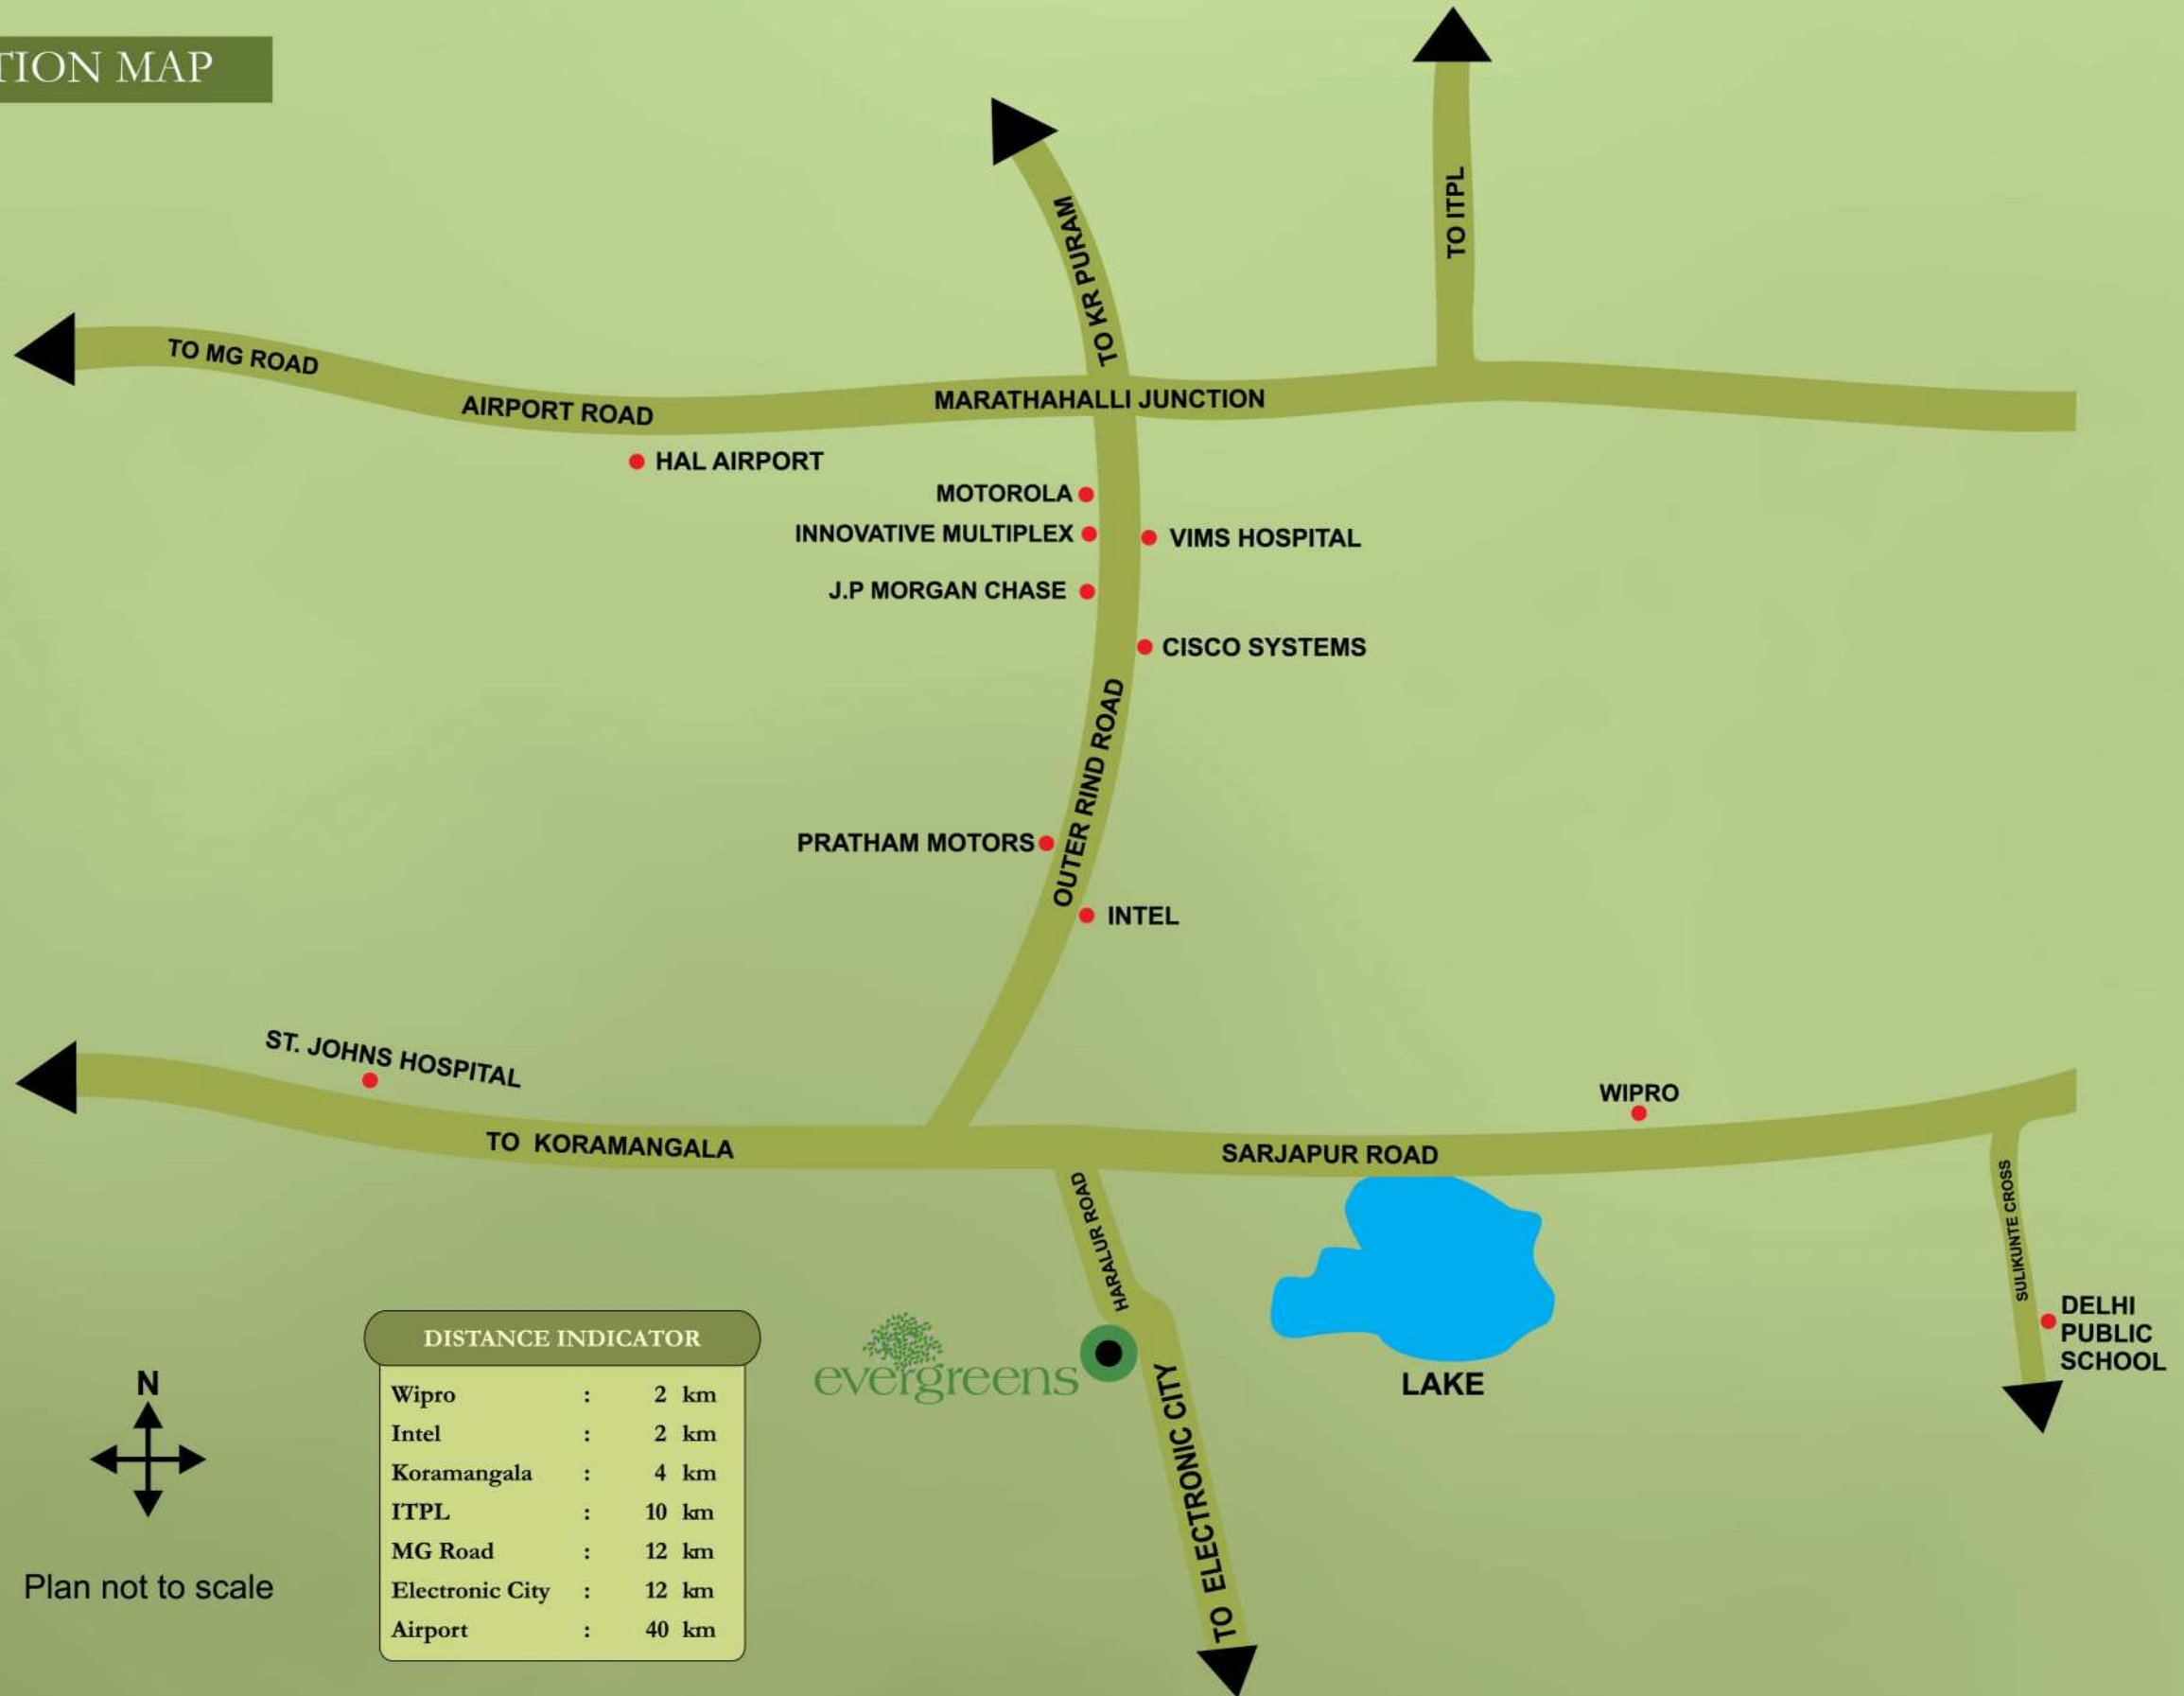 TION MAP
TO ITPL
TO KR PURAM
TO MG ROAD
AIRPORT ROAD
MARATHAHALLI JUNCTION
HAL AIRPORT
MOTOROLA
INNOVATIVE MULTIPLEX
VIMS HOSPITAL
J.P MORGAN CHASE
CISCO SYSTEMS
OUTER RIND ROAD
PRATHAM MOTORS
INTEL
ST. JOHNS HOSPITAL
WIPRO
TO KORAMANGALA
SARJAPUR ROAD
HARALUR ROAD
SULIKUNTE CROSS
DELHI
PUBLIC
SCHOOL
evergreens
LAKE
TO ELECTRONIC CITY
DISTANCE INDICATOR
Wipro : 2 km
Intel : 2 km
Koramangala : 4 km
ITPL : 10 km
MG Road : 12 km
Electronic City : 12 km
Airport : 40 km
N
Plan not to scale